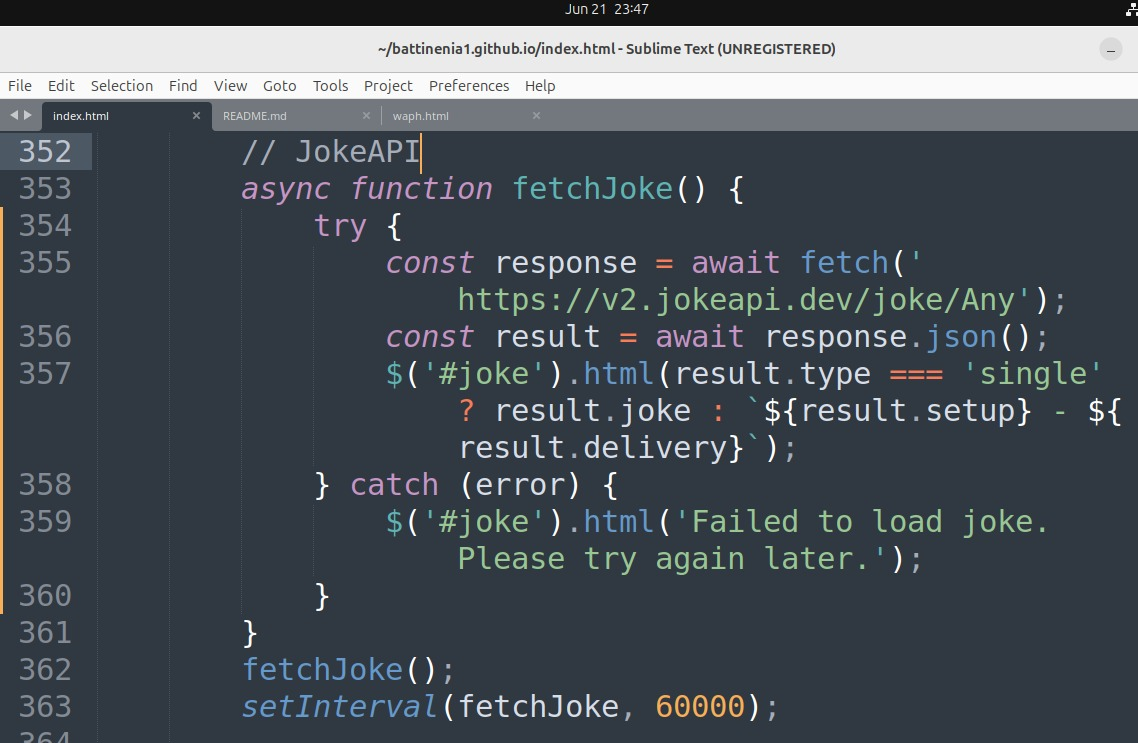 Jun 21 23:47
~/battinenia1.github.io/index.html - Sublime Text (UNREGISTERED)
File Edit Selection Find View Goto Tools Project Preferences Help
index.html × README.md × waph.html ×
352 // JokeAPI
353 async function fetchJoke() {
354 try {
355 const response = await fetch('
https://v2.jokeapi.dev/joke/Any');
356 const result = await response.json();
357 $('#joke').html(result.type === 'single'
? result.joke : `${result.setup} - ${
result.delivery}`);
358 } catch (error) {
359 $('#joke').html('Failed to load joke.
Please try again later.');
360 }
361 }
362 fetchJoke();
363 setInterval(fetchJoke, 60000);
364